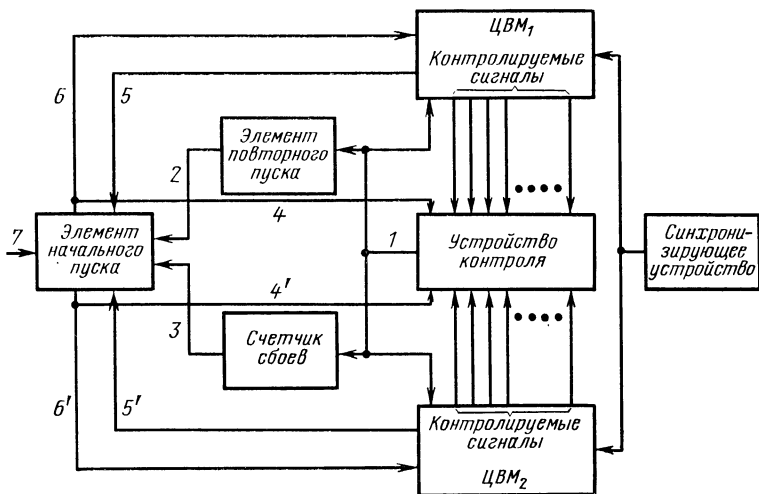 ЦВМ₁
Контролируемые
сигналы
6
5
Элемент
повторного
пуска
2
4
7
Элемент
начального
пуска
1
Устройство
контроля
Синхрони-
зирующее
устройство
4'
3
Счетчик
сбоев
6'
5'
Контролируемые
сигналы
ЦВМ₂